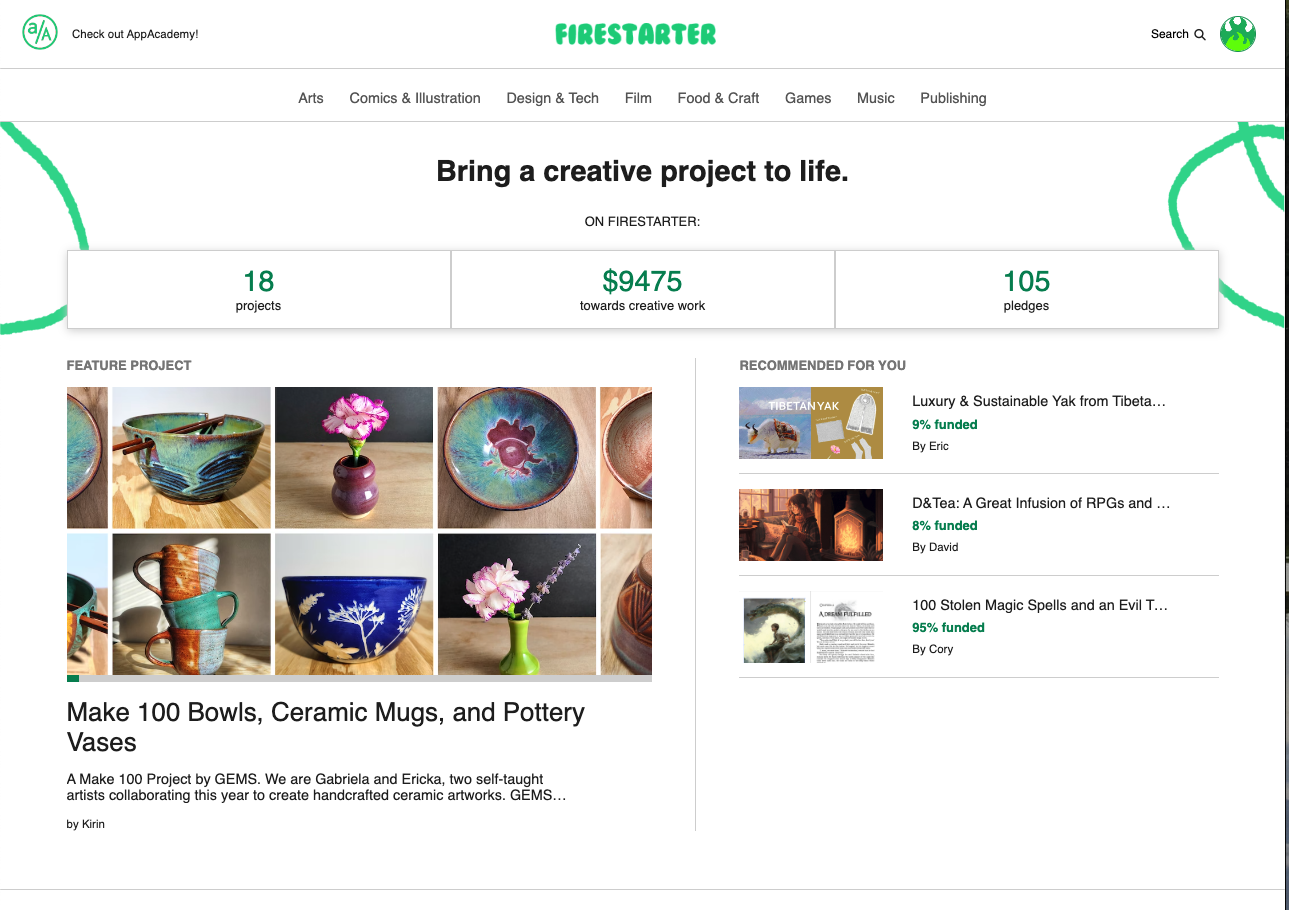 a/A
Check out AppAcademy!
FIRESTARTER
Search
Arts
Comics & Illustration
Design & Tech
Film
Food & Craft
Games
Music
Publishing
Bring a creative project to life.
ON FIRESTARTER:
18
projects
$9475
towards creative work
105
pledges
FEATURE PROJECT
Make 100 Bowls, Ceramic Mugs, and Pottery
Vases
A Make 100 Project by GEMS. We are Gabriela and Ericka, two self-taught
artists collaborating this year to create handcrafted ceramic artworks. GEMS…
by Kirin
RECOMMENDED FOR YOU
TIBETAN YAK
Luxury & Sustainable Yak from Tibeta…
9% funded
By Eric
D&Tea: A Great Infusion of RPGs and …
8% funded
By David
A DREAM FULFILLED
100 Stolen Magic Spells and an Evil T…
95% funded
By Cory